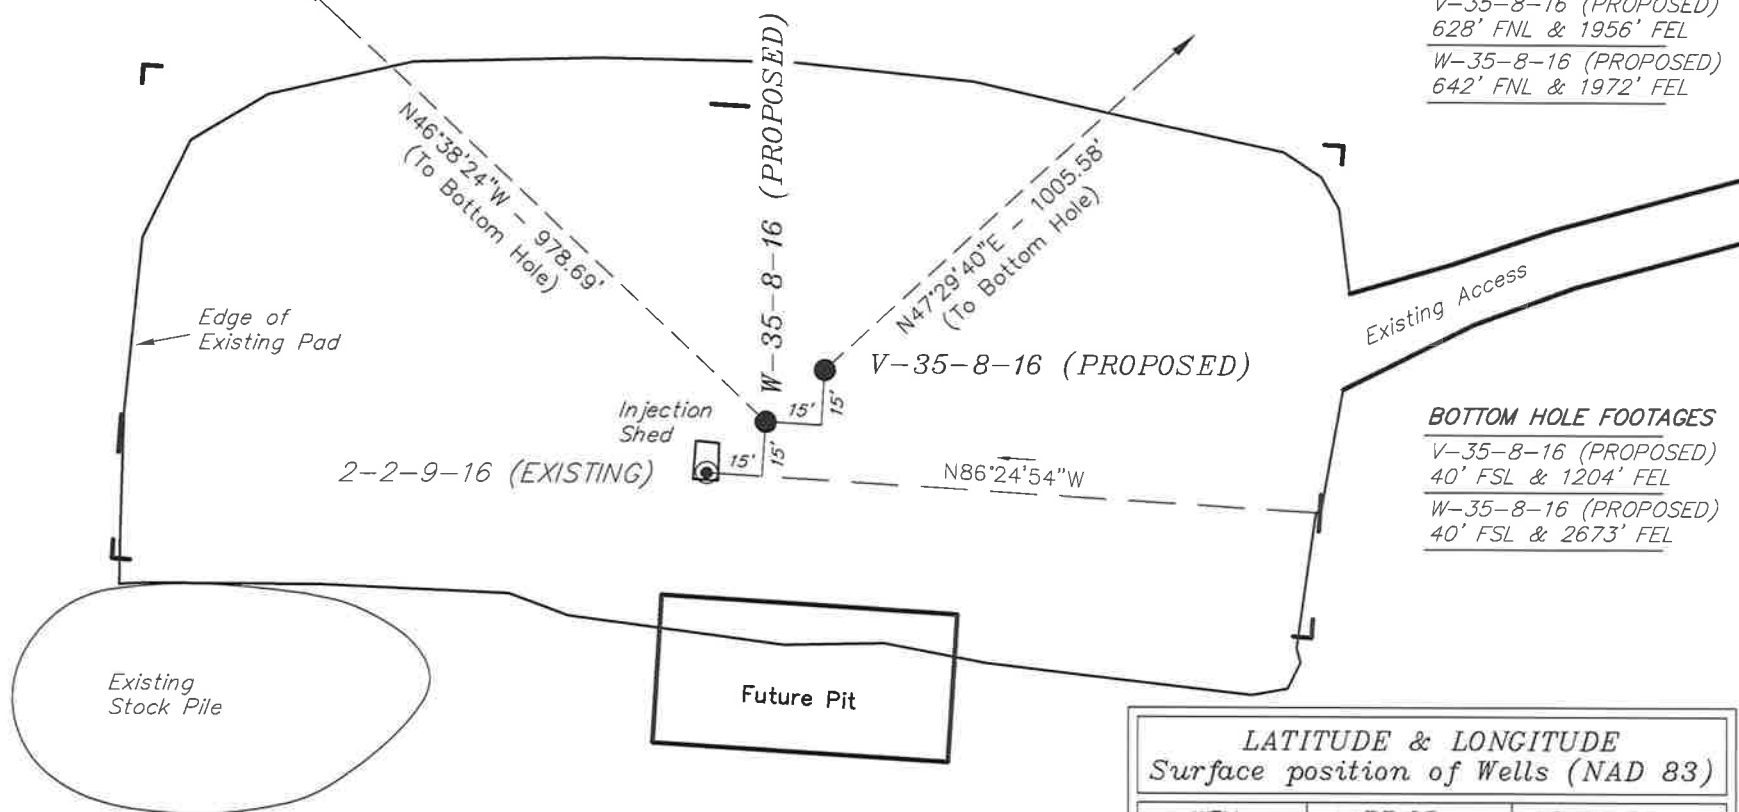 V-35-8-16 (PROPOSED)
628' FNL & 1956' FEL
W-35-8-16 (PROPOSED)
642' FNL & 1972' FEL
W-35-8-16 (PROPOSED)
N46°38'24"W - 978.69'
(To Bottom Hole)
N47°29'40"E - 1005.58'
(To Bottom Hole)
Edge of
Existing Pad
Existing Access
V-35-8-16 (PROPOSED)
15'
15'
Injection
Shed
15'
15'
2-2-9-16 (EXISTING)
N86°24'54"W
BOTTOM HOLE FOOTAGES
V-35-8-16 (PROPOSED)
40' FSL & 1204' FEL
W-35-8-16 (PROPOSED)
40' FSL & 2673' FEL
Existing
Stock Pile
Future Pit
LATITUDE & LONGITUDE
Surface position of Wells (NAD 83)